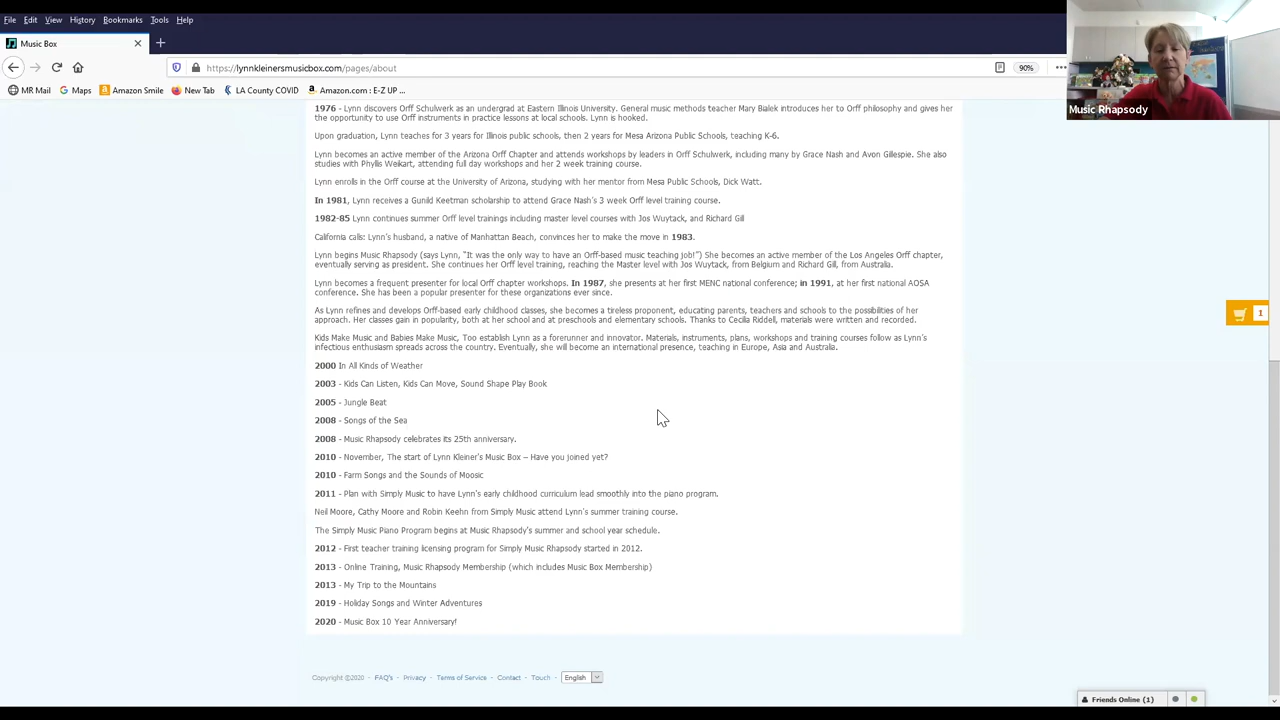 File Edit View History Bookmarks Tools Help
Music Box
https://lynnkleinersmusicbox.com/pages/about
90%
MR Mail Maps Amazon Smile New Tab LA County COVID Amazon.com : E-Z UP ...
Music Rhapsody
1976 - Lynn discovers Orff Schulwerk as an undergrad at Eastern Illinois University. General music methods teacher Mary Bialek introduces her to Orff philosophy and gives her
the opportunity to use Orff instruments in practice lessons at local schools. Lynn is hooked.
Upon graduation, Lynn teaches for 3 years for Illinois public schools, then 2 years for Mesa Arizona Public Schools, teaching K-6.
Lynn becomes an active member of the Arizona Orff Chapter and attends workshops by leaders in Orff Schulwerk, including many by Grace Nash and Avon Gillespie. She also
studies with Phyllis Weikart, attending full day workshops and her 2 week training course.
Lynn enrolls in the Orff course at the University of Arizona, studying with her mentor from Mesa Public Schools, Dick Watt.
In 1981, Lynn receives a Gunild Keetman scholarship to attend Grace Nash's 3 week Orff level training course.
1982-85 Lynn continues summer Orff level trainings including master level courses with Jos Wuytack, and Richard Gill
California calls: Lynn's husband, a native of Manhattan Beach, convinces her to make the move in 1983.
Lynn begins Music Rhapsody (says Lynn, "It was the only way to have an Orff-based music teaching job!") She becomes an active member of the Los Angeles Orff chapter,
eventually serving as president. She continues her Orff level training, reaching the Master level with Jos Wuytack, from Belgium and Richard Gill, from Australia.
Lynn becomes a frequent presenter for local Orff chapter workshops. In 1987, she presents at her first MENC national conference; in 1991, at her first national AOSA
conference. She has been a popular presenter for these organizations ever since.
As Lynn refines and develops Orff-based early childhood classes, she becomes a tireless proponent, educating parents, teachers and schools to the possibilities of her
approach. Her classes gain in popularity, both at her school and at preschools and elementary schools. Thanks to Cecilia Riddell, materials were written and recorded.
Kids Make Music and Babies Make Music, Too establish Lynn as a forerunner and innovator. Materials, instruments, plans, workshops and training courses follow as Lynn's
infectious enthusiasm spreads across the country. Eventually, she will become an international presence, teaching in Europe, Asia and Australia.
2000 In All Kinds of Weather
2003 - Kids Can Listen, Kids Can Move, Sound Shape Play Book
2005 - Jungle Beat
2008 - Songs of the Sea
2008 - Music Rhapsody celebrates its 25th anniversary.
2010 - November, The start of Lynn Kleiner's Music Box – Have you joined yet?
2010 - Farm Songs and the Sounds of Moosic
2011 - Plan with Simply Music to have Lynn's early childhood curriculum lead smoothly into the piano program.
Neil Moore, Cathy Moore and Robin Keehn from Simply Music attend Lynn's summer training course.
The Simply Music Piano Program begins at Music Rhapsody's summer and school year schedule.
2012 - First teacher training licensing program for Simply Music Rhapsody started in 2012.
2013 - Online Training, Music Rhapsody Membership (which includes Music Box Membership)
2013 - My Trip to the Mountains
2019 - Holiday Songs and Winter Adventures
2020 - Music Box 10 Year Anniversary!
1
Copyright ©2020 - FAQ's - Privacy - Terms of Service - Contact - Touch - English
Friends Online (1)